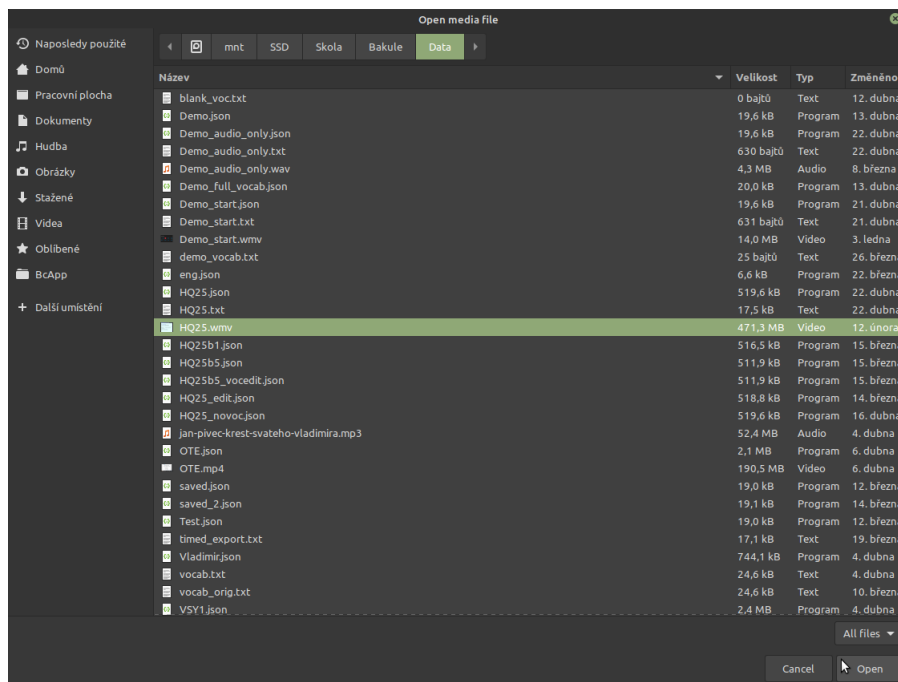 Open media file
Naposledy použité
Domů
Pracovní plocha
Dokumenty
Hudba
Obrázky
Stažené
Videa
Oblíbené
BcApp
+ Další umístění
mnt SSD Skola Bakule Data
Název Velikost Typ Změněno
blank_voc.txt 0 bajtů Text 12. dubna
Demo.json 19,6 kB Program 13. dubna
Demo_audio_only.json 19,6 kB Program 22. dubna
Demo_audio_only.txt 630 bajtů Text 22. dubna
Demo_audio_only.wav 4,3 MB Audio 8. března
Demo_full_vocab.json 20,0 kB Program 13. dubna
Demo_start.json 19,6 kB Program 21. dubna
Demo_start.txt 631 bajtů Text 21. dubna
Demo_start.wmv 14,0 MB Video 3. ledna
demo_vocab.txt 25 bajtů Text 26. březn
eng.json 6,6 kB Program 22. březn
HQ25.json 519,6 kB Program 22. dubna
HQ25.txt 17,5 kB Text 22. dubna
HQ25.wmv 471,3 MB Video 12. února
HQ25b1.json 516,5 kB Program 15. březn
HQ25b5.json 511,9 kB Program 15. březn
HQ25b5_vocedit.json 511,9 kB Program 15. březn
HQ25_edit.json 518,8 kB Program 14. březn
HQ25_novoc.json 519,6 kB Program 16. dubna
jan-pivec-krest-svateho-vladimira.mp3 52,4 MB Audio 4. dubna
OTE.json 2,1 MB Program 6. dubna
OTE.mp4 190,5 MB Video 6. dubna
saved.json 19,0 kB Program 12. březn
saved_2.json 19,1 kB Program 14. březn
Test.json 19,0 kB Program 12. březn
timed_export.txt 17,1 kB Text 19. březn
Vladimir.json 744,1 kB Program 4. dubna
vocab.txt 24,6 kB Text 4. dubna
vocab_orig.txt 24,6 kB Text 10. březn
VSY1.json 2,4 MB Program 4. dubna
All files
Cancel Open